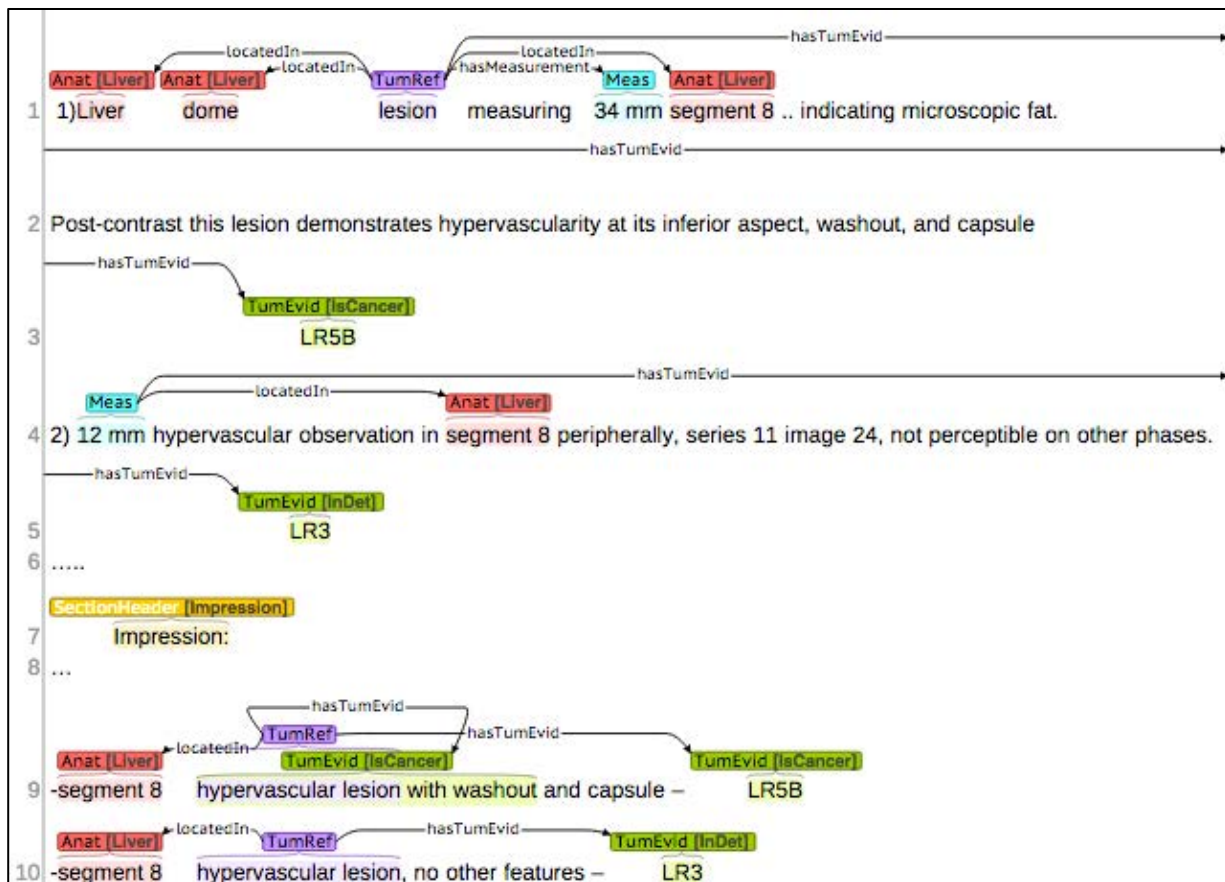 hasTumEvid
locatedIn locatedIn
locatedIn hasMeasurement
Anat [Liver] Anat [Liver] TumRef Meas Anat [Liver]
1 1)Liver dome lesion measuring 34 mm segment 8 .. indicating microscopic fat.
hasTumEvid
2 Post-contrast this lesion demonstrates hypervascularity at its inferior aspect, washout, and capsule
hasTumEvid
TumEvid [IsCancer]
3 LR5B
hasTumEvid
locatedIn
Meas Anat [Liver]
4 2) 12 mm hypervascular observation in segment 8 peripherally, series 11 image 24, not perceptible on other phases.
hasTumEvid
TumEvid [InDet]
5 LR3
6 .....
SectionHeader [Impression]
7 Impression:
8 ...
hasTumEvid
TumRef hasTumEvid
locatedIn
Anat [Liver] TumEvid [IsCancer] TumEvid [IsCancer]
9 -segment 8 hypervascular lesion with washout and capsule – LR5B
locatedIn hasTumEvid
Anat [Liver] TumRef TumEvid [InDet]
10 -segment 8 hypervascular lesion, no other features – LR3